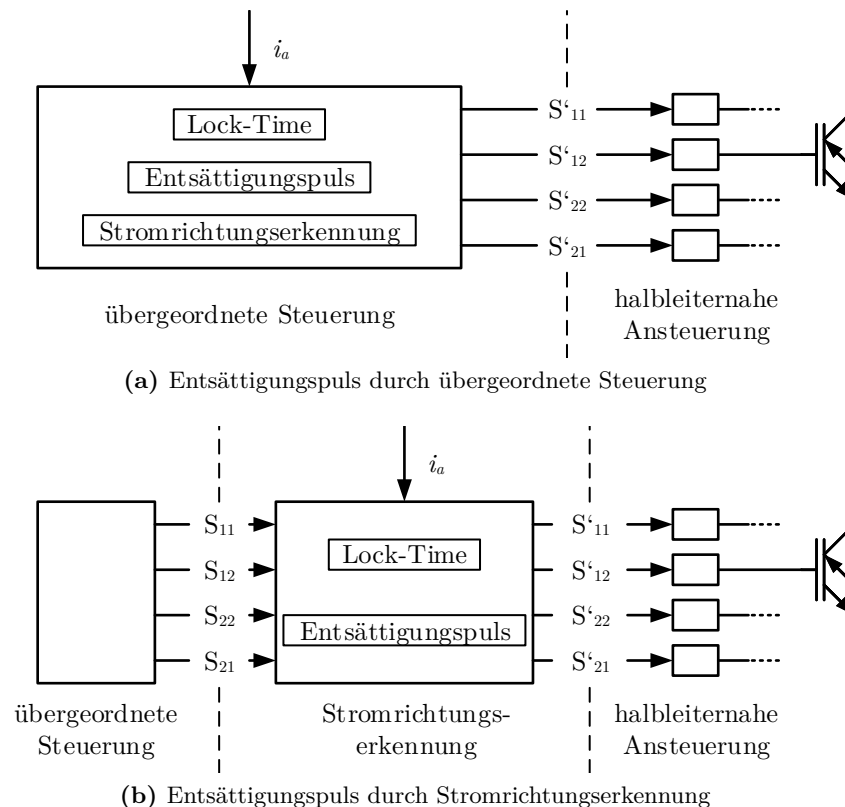 i_a
Lock-Time
Entsättigungspuls
Stromrichtungserkennung
S‘11
S‘12
S‘22
S‘21
übergeordnete Steuerung
halbleiternahe
Ansteuerung
(a) Entsättigungspuls durch übergeordnete Steuerung
i_a
S11
S12
S22
S21
Lock-Time
Entsättigungspuls
S‘11
S‘12
S‘22
S‘21
übergeordnete
Steuerung
Stromrichtungs-
erkennung
halbleiternahe
Ansteuerung
(b) Entsättigungspuls durch Stromrichtungserkennung